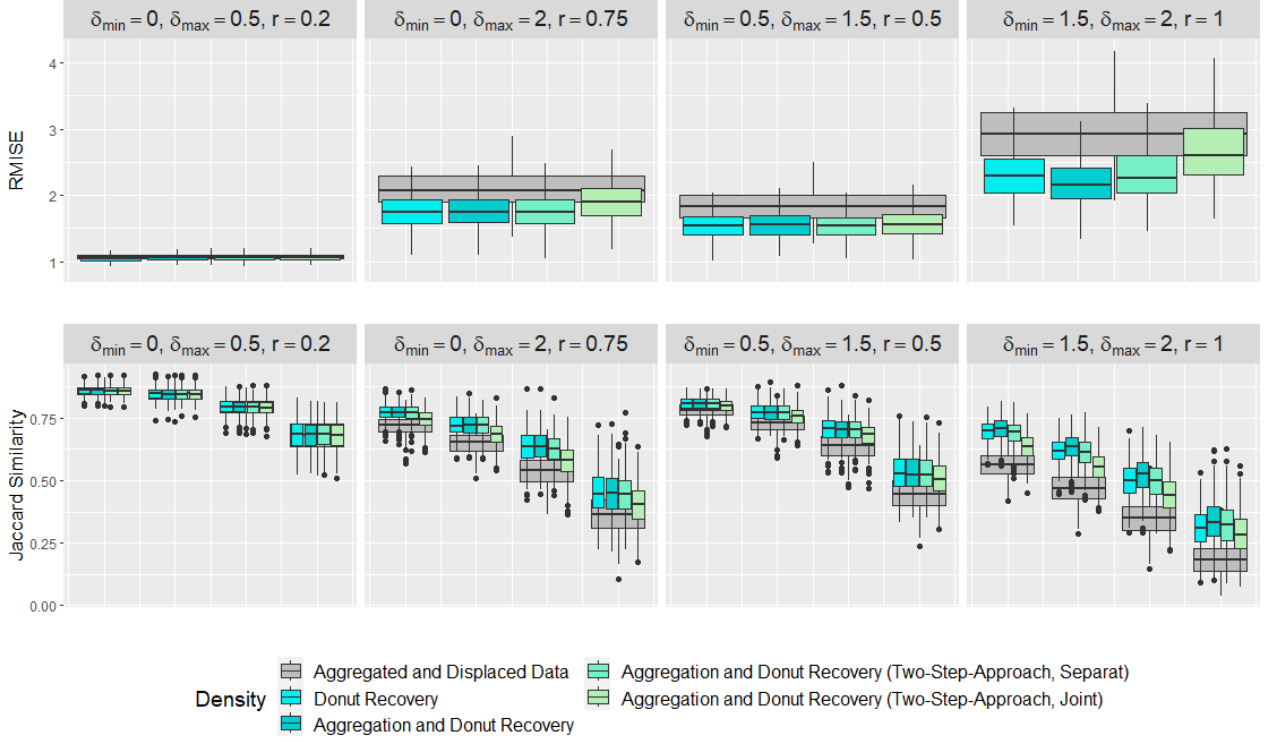 δmin = 0, δmax = 0.5, r = 0.2
δmin = 0, δmax = 2, r = 0.75
δmin = 0.5, δmax = 1.5, r = 0.5
δmin = 1.5, δmax = 2, r = 1
RMISE
4
3
2
1
δmin = 0, δmax = 0.5, r = 0.2
δmin = 0, δmax = 2, r = 0.75
δmin = 0.5, δmax = 1.5, r = 0.5
δmin = 1.5, δmax = 2, r = 1
Jaccard Similarity
0.75
0.50
0.25
0.00
Density
Aggregated and Displaced Data
Donut Recovery
Aggregation and Donut Recovery
Aggregation and Donut Recovery (Two-Step-Approach, Separat)
Aggregation and Donut Recovery (Two-Step-Approach, Joint)